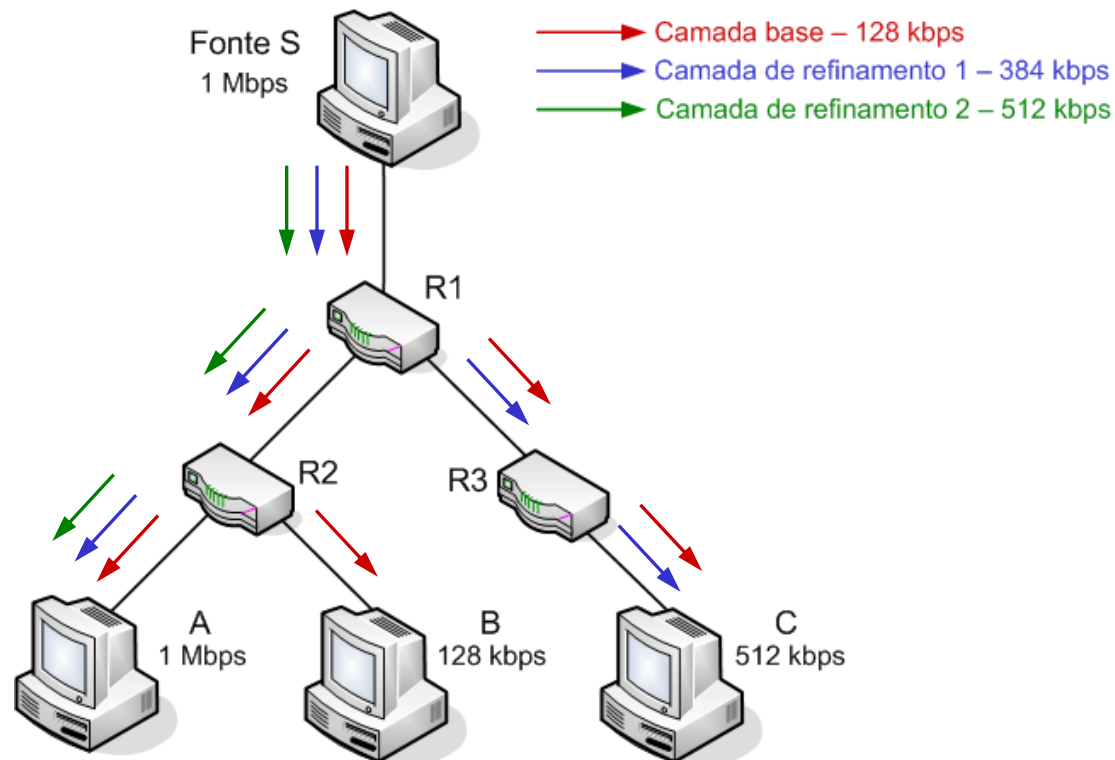 Fonte S
1 Mbps
Camada base – 128 kbps
Camada de refinamento 1 – 384 kbps
Camada de refinamento 2 – 512 kbps
R1
R2
R3
A
1 Mbps
B
128 kbps
C
512 kbps